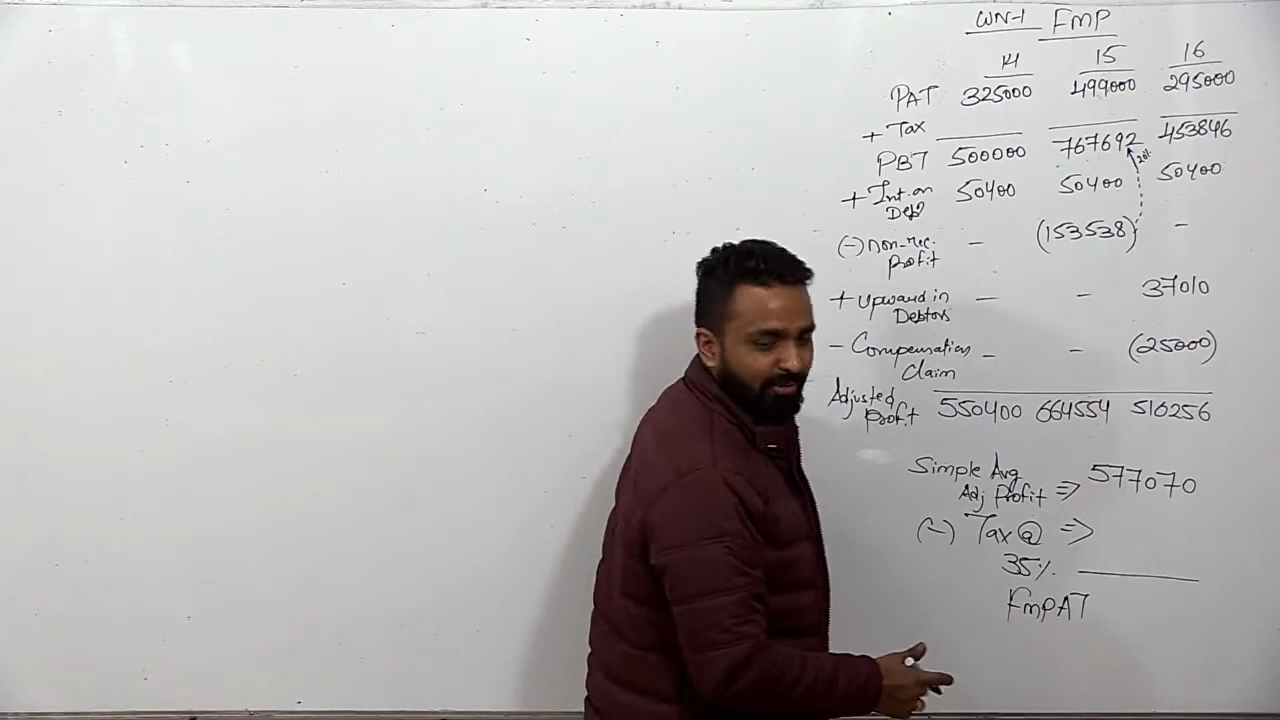 WN-1 FMP
14 15 16
PAT 325000 499000 295000
+ Tax
PBT 500000 767692 453846
20%
+ Int. on 50400 50400 50400
Deb?
(-) Non-rec. - (153538) -
Profit
+ Upward in - - 37010
Debtors
- Compensation - - (25000)
Claim
Adjusted
Profit 550400 664554 516256
Simple Avg
Adj Profit ⇒ 577070
(-) Tax @ ⇒
35%
FMPAT